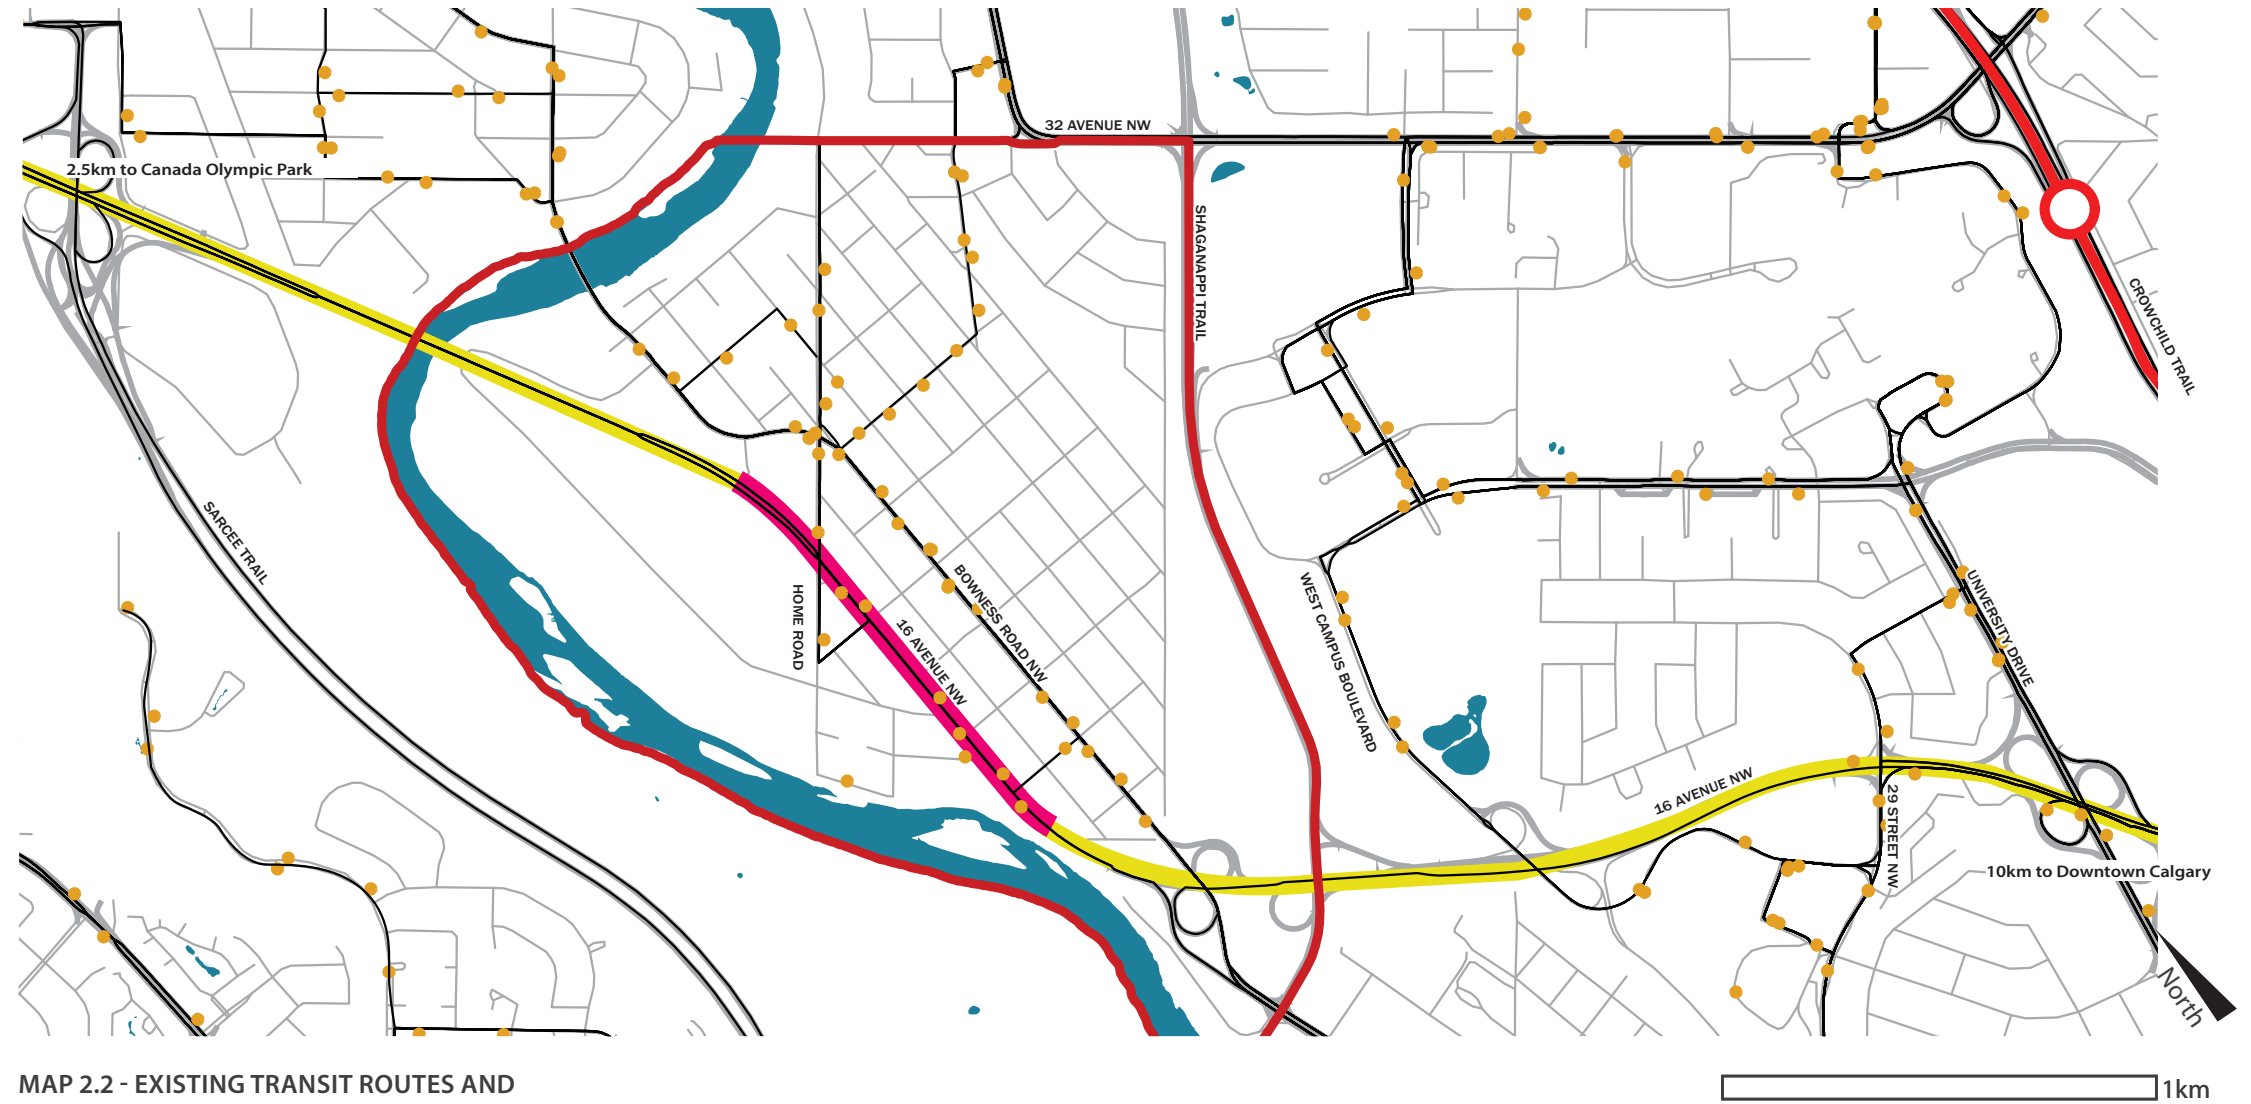 32 AVENUE NW
2.5km to Canada Olympic Park
SHAGANAPPI TRAIL
CROWCHILD TRAIL
SARCEE TRAIL
HOME ROAD
16 AVENUE NW
BOWNESS ROAD NW
WEST CAMPUS BOULEVARD
UNIVERSITY DRIVE
16 AVENUE NW
29 STREET NW
10km to Downtown Calgary
North
MAP 2.2 - EXISTING TRANSIT ROUTES AND
1km